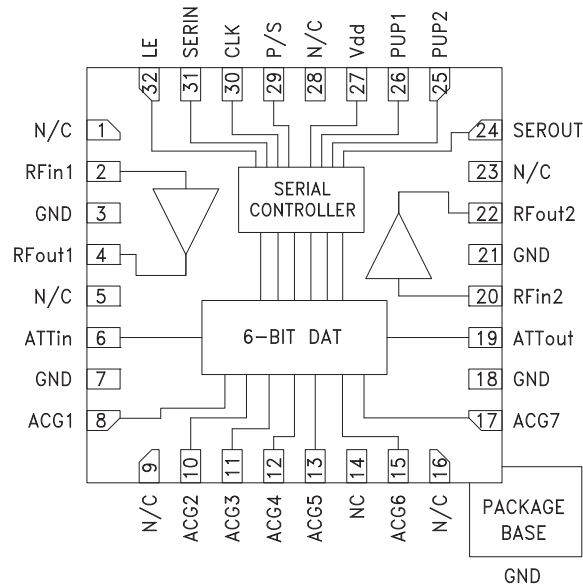 LE
SERIN
CLK
P/S
N/C
Vdd
PUP1
PUP2
32
31
30
29
28
27
26
25
N/C 1
RFin1 2
GND 3
RFout1 4
N/C 5
ATTin 6
GND 7
ACG1 8
SERIAL
CONTROLLER
6-BIT DAT
24 SEROUT
23 N/C
22 RFout2
21 GND
20 RFin2
19 ATTout
18 GND
17 ACG7
9
10
11
12
13
14
15
16
N/C
ACG2
ACG3
ACG4
ACG5
NC
ACG6
N/C
PACKAGE
BASE
GND